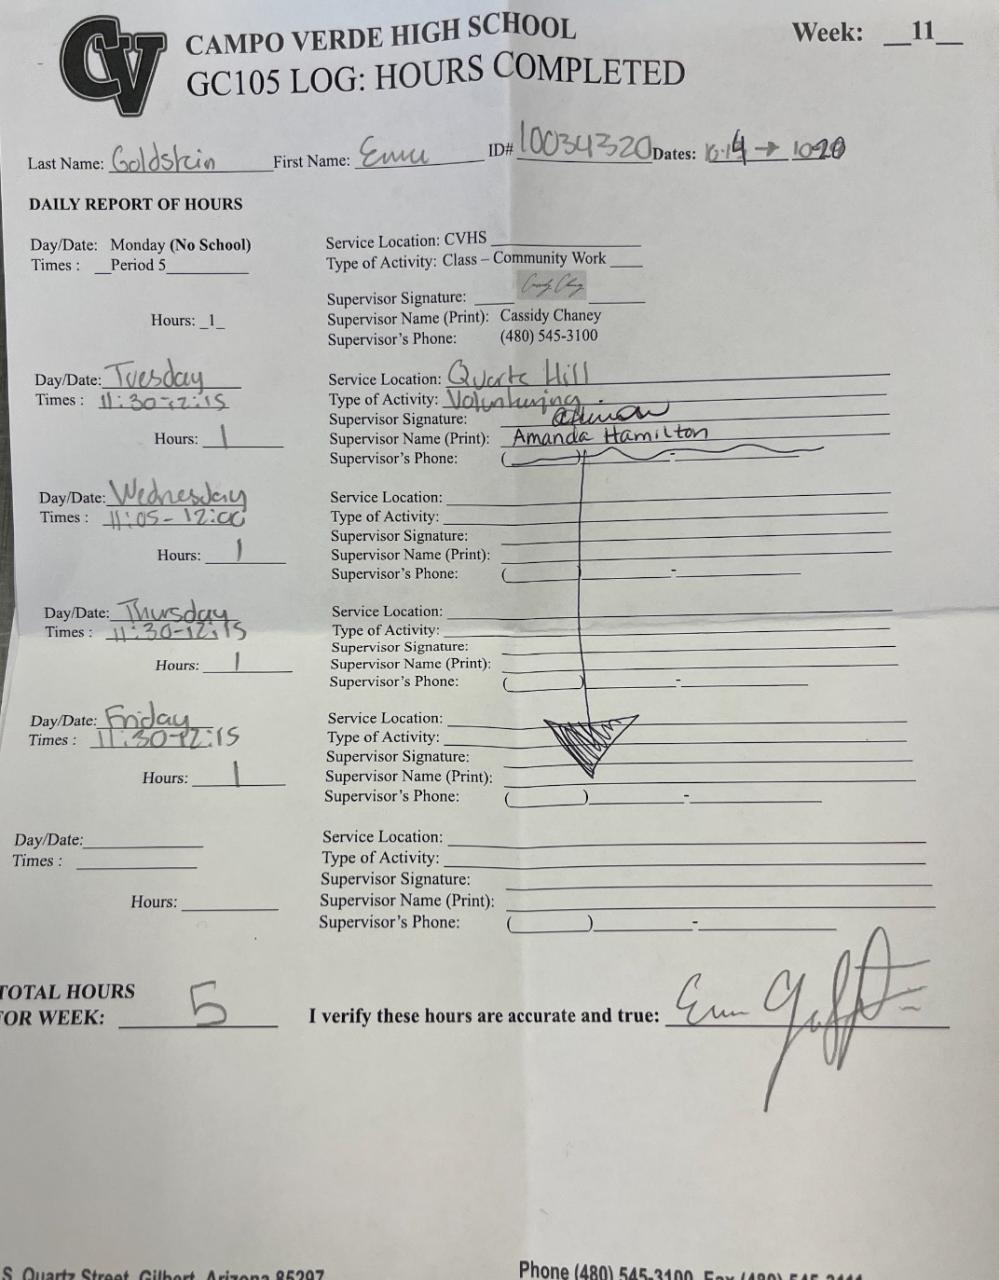 CV
CAMPO VERDE HIGH SCHOOL
Week: __11__
GC105 LOG: HOURS COMPLETED
Last Name: Goldstein First Name: ID# 10034320 Dates: 10-14 → 10-20
DAILY REPORT OF HOURS
Day/Date: Monday (No School)
Times : __Period 5
Hours: _1_
Service Location: CVHS
Type of Activity: Class – Community Work
Supervisor Signature:
Supervisor Name (Print): Cassidy Chaney
Supervisor's Phone: (480) 545-3100
Day/Date: Tuesday
Times : 11:30-12:15
Hours: 1
Service Location: Quartz Hill
Type of Activity: Volunturing.
Supervisor Signature:
Supervisor Name (Print): Amanda Hamilton
Supervisor's Phone: ( ) -
Day/Date: Wednesday
Times : 11:05-12:00
Hours: 1
Service Location:
Type of Activity:
Supervisor Signature:
Supervisor Name (Print):
Supervisor's Phone: ( ) -
Day/Date: Thursday
Times : 11:30-12:15
Hours: 1
Service Location:
Type of Activity:
Supervisor Signature:
Supervisor Name (Print):
Supervisor's Phone: ( ) -
Day/Date: Friday
Times : 11:30-12:15
Hours: 1
Service Location:
Type of Activity:
Supervisor Signature:
Supervisor Name (Print):
Supervisor's Phone: ( ) -
Day/Date:
Times :
Hours:
Service Location:
Type of Activity:
Supervisor Signature:
Supervisor Name (Print):
Supervisor's Phone: ( ) -
TOTAL HOURS
FOR WEEK: 5
I verify these hours are accurate and true:
S. Quartz Street, Gilbert, Arizona 85297
Phone (480) 545-3100 Fax (480) 545